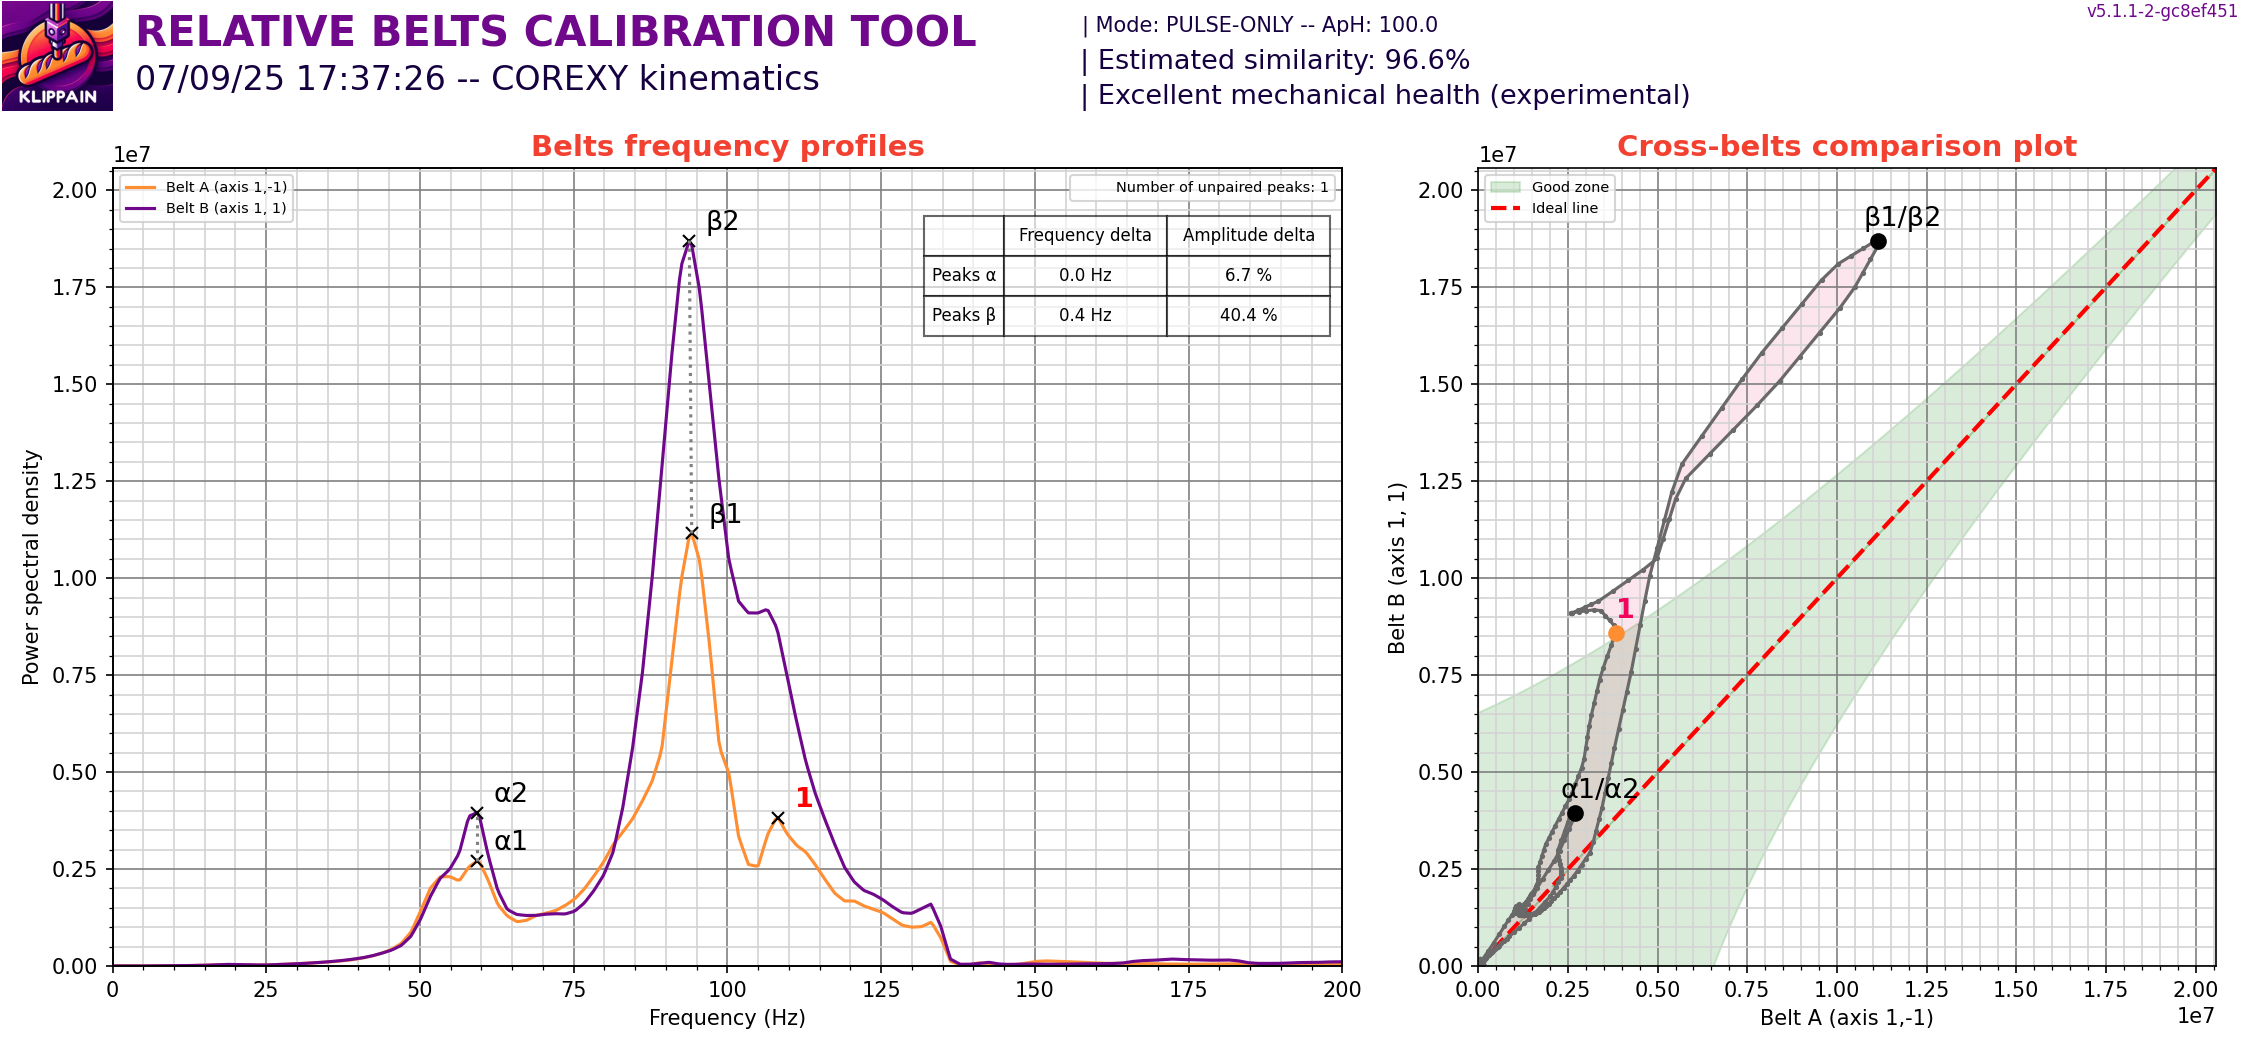 KLIPPAIN
RELATIVE BELTS CALIBRATION TOOL
07/09/25 17:37:26 -- COREXY kinematics
| Mode: PULSE-ONLY -- ApH: 100.0
| Estimated similarity: 96.6%
| Excellent mechanical health (experimental)
v5.1.1-2-gc8ef451
Belts frequency profiles
1e7
Belt A (axis 1,-1)
Belt B (axis 1, 1)
Number of unpaired peaks: 1
Frequency delta Amplitude delta
Peaks α 0.0 Hz 6.7 %
Peaks β 0.4 Hz 40.4 %
β2
β1
α2
α1
1
2.00
1.75
1.50
1.25
1.00
0.75
0.50
0.25
0.00
Power spectral density
0 25 50 75 100 125 150 175 200
Frequency (Hz)
Cross-belts comparison plot
1e7
Good zone
Ideal line
β1/β2
1
α1/α2
2.00
1.75
1.50
1.25
1.00
0.75
0.50
0.25
0.00
Belt B (axis 1, 1)
0.00 0.25 0.50 0.75 1.00 1.25 1.50 1.75 2.00
1e7
Belt A (axis 1,-1)